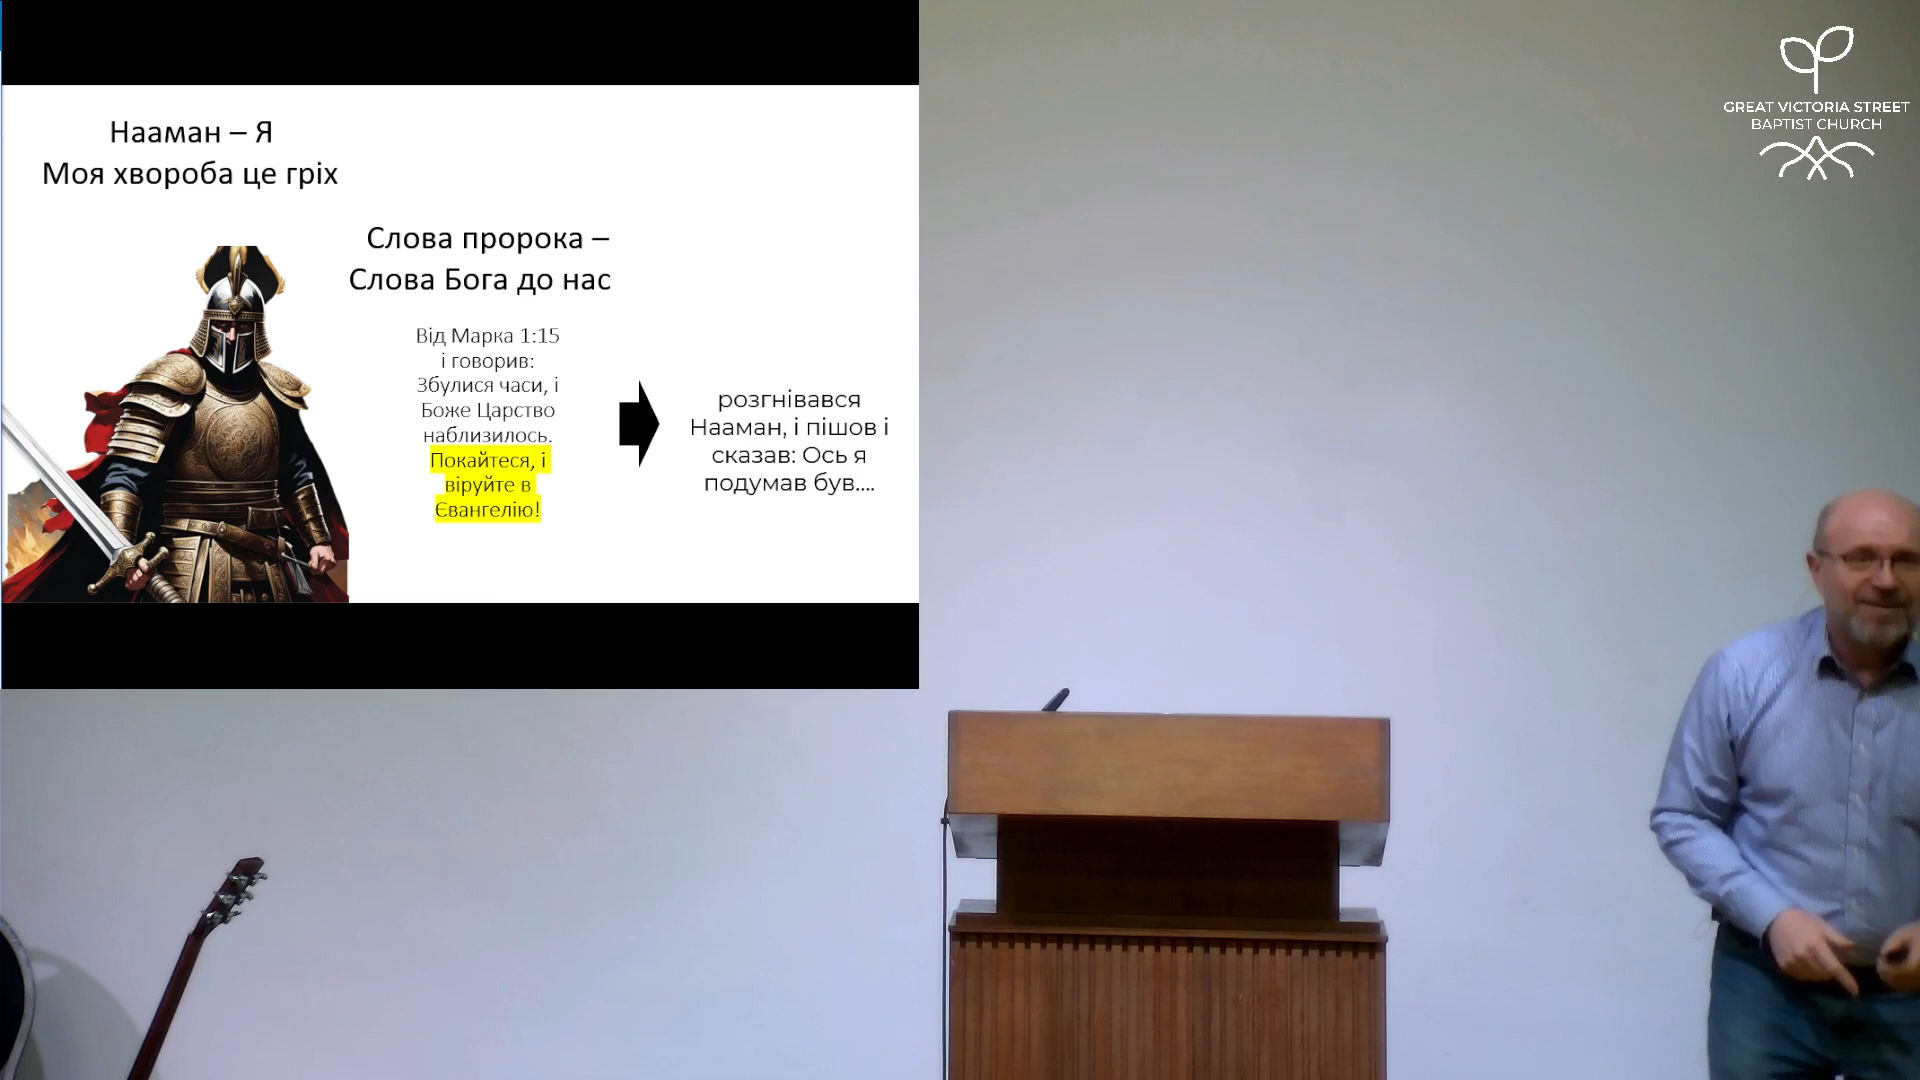 Нааман – Я
Моя хвороба це гріх
Слова пророка –
Слова Бога до нас
Від Марка 1:15
і говорив:
Збулися часи, і
Боже Царство
наблизилось.
Покайтеся, і
віруйте в
Євангелію!
розгнівався
Нааман, і пішов і
сказав: Ось я
подумав був....
GREAT VICTORIA STREET
BAPTIST CHURCH